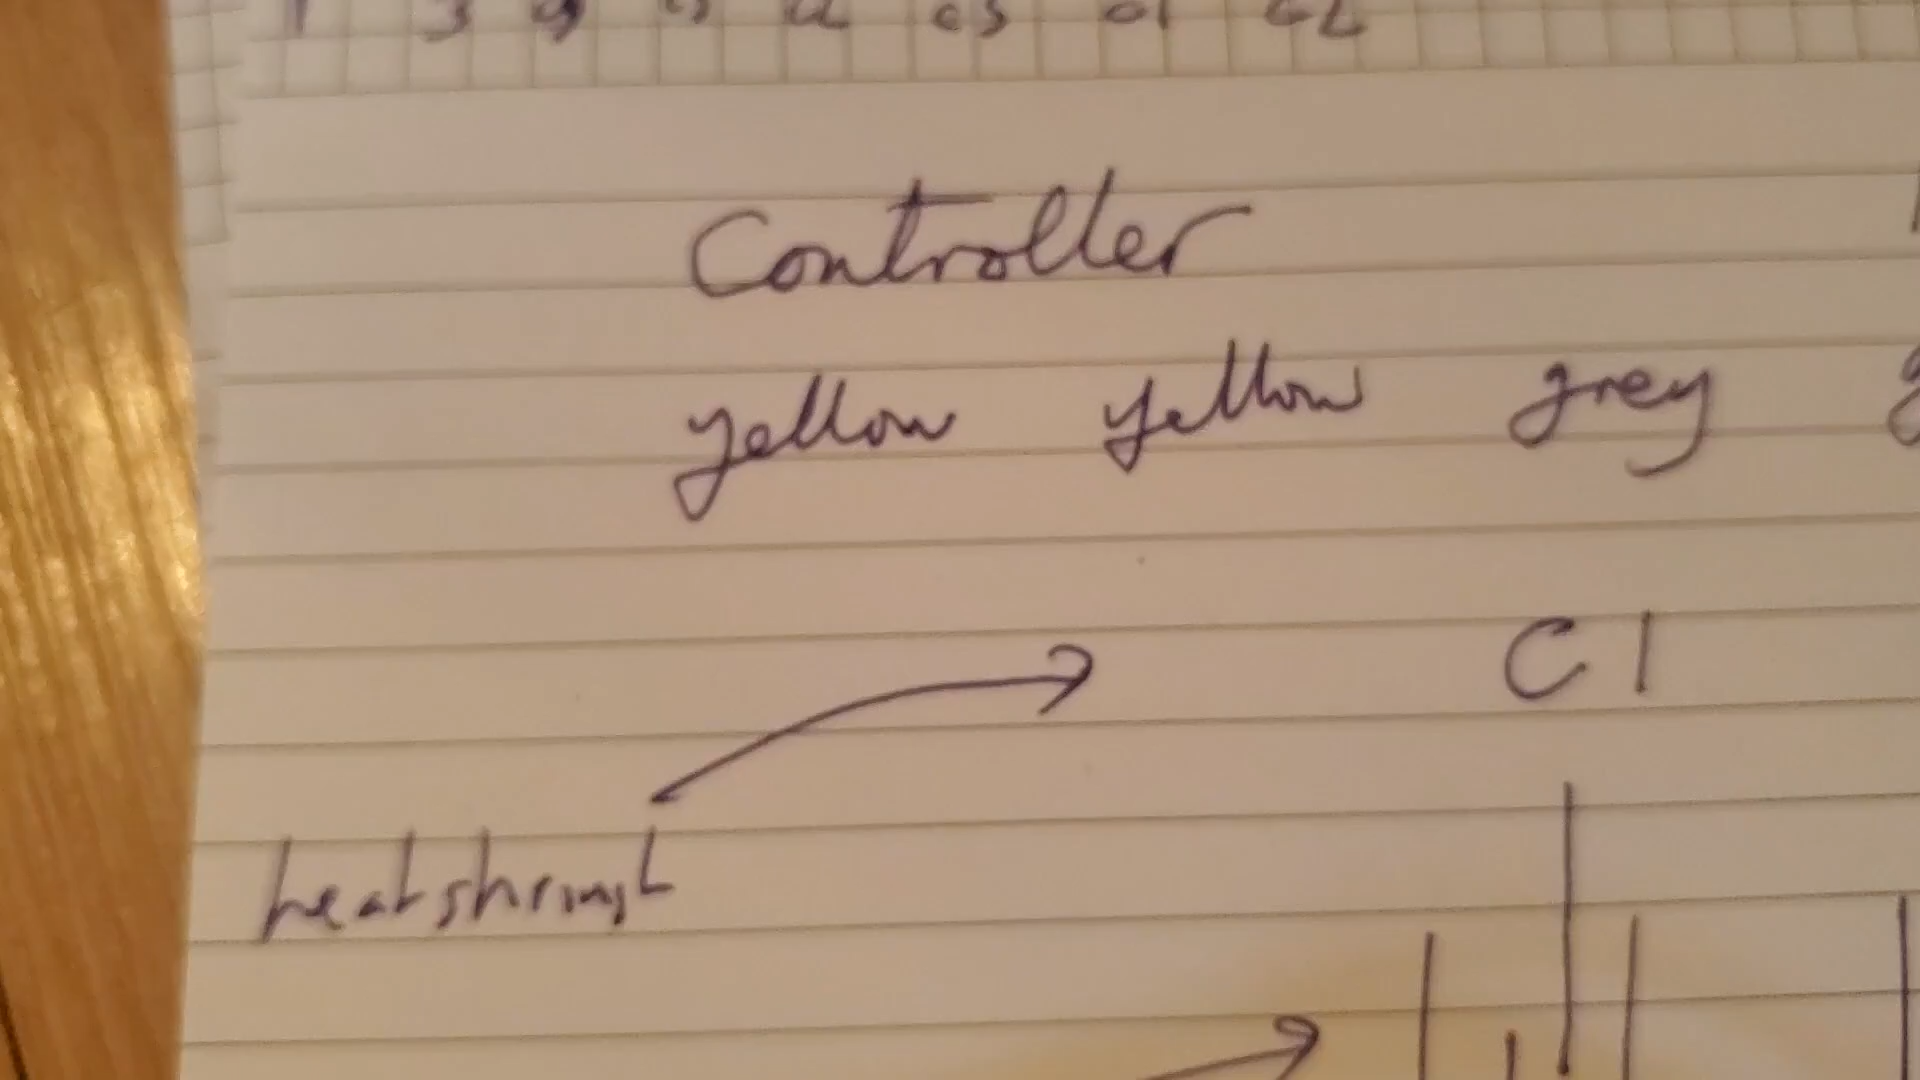 Controller
yellow yellow grey
C1
heatshrink